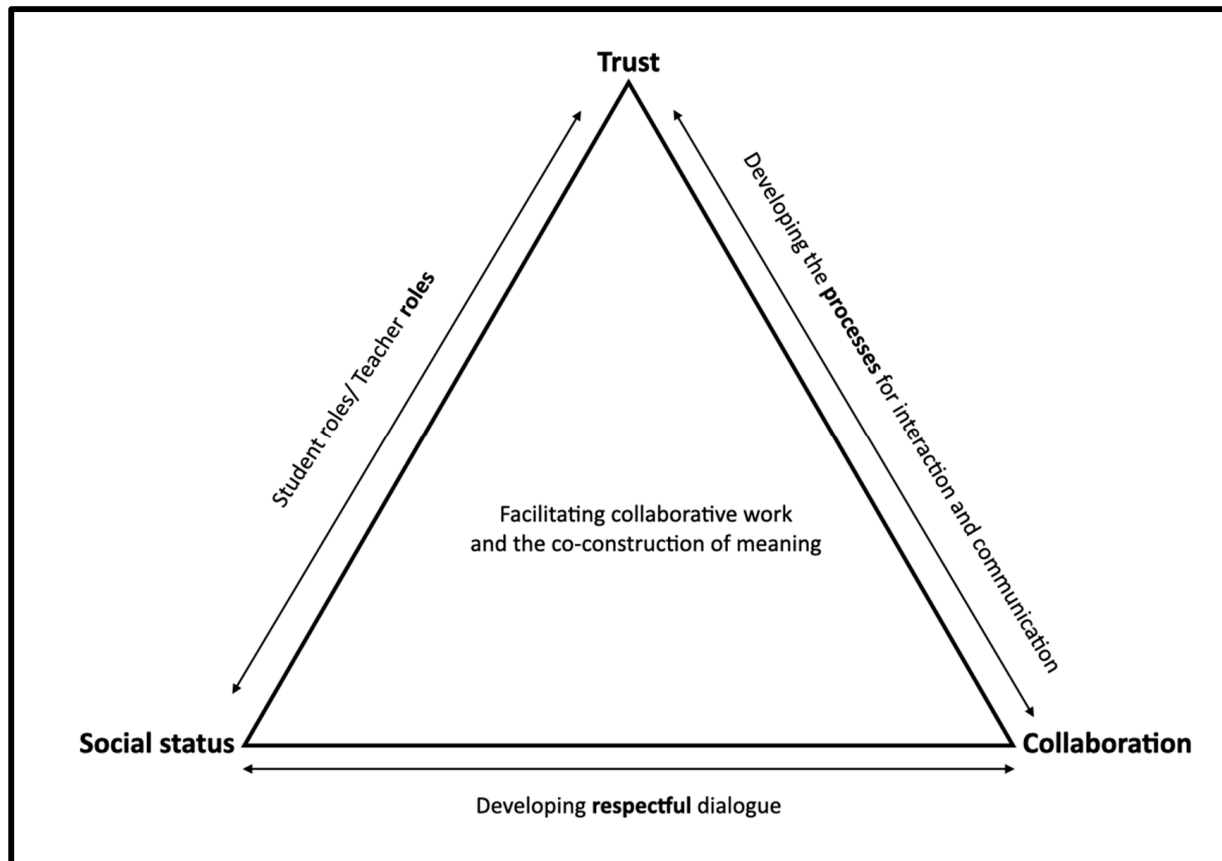 Trust
Student roles/ Teacher roles
Developing the processes for interaction and communication
Facilitating collaborative work
and the co-construction of meaning
Social status
Collaboration
Developing respectful dialogue